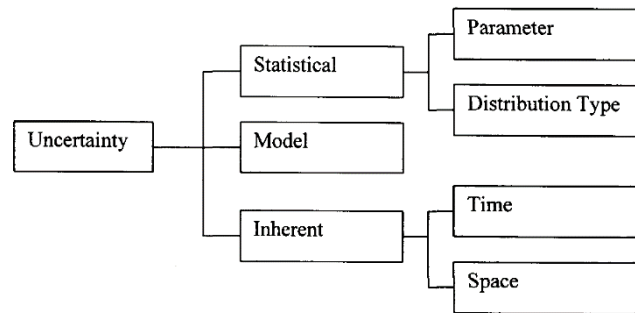 Uncertainty
Statistical
Parameter
Distribution Type
Model
Inherent
Time
Space